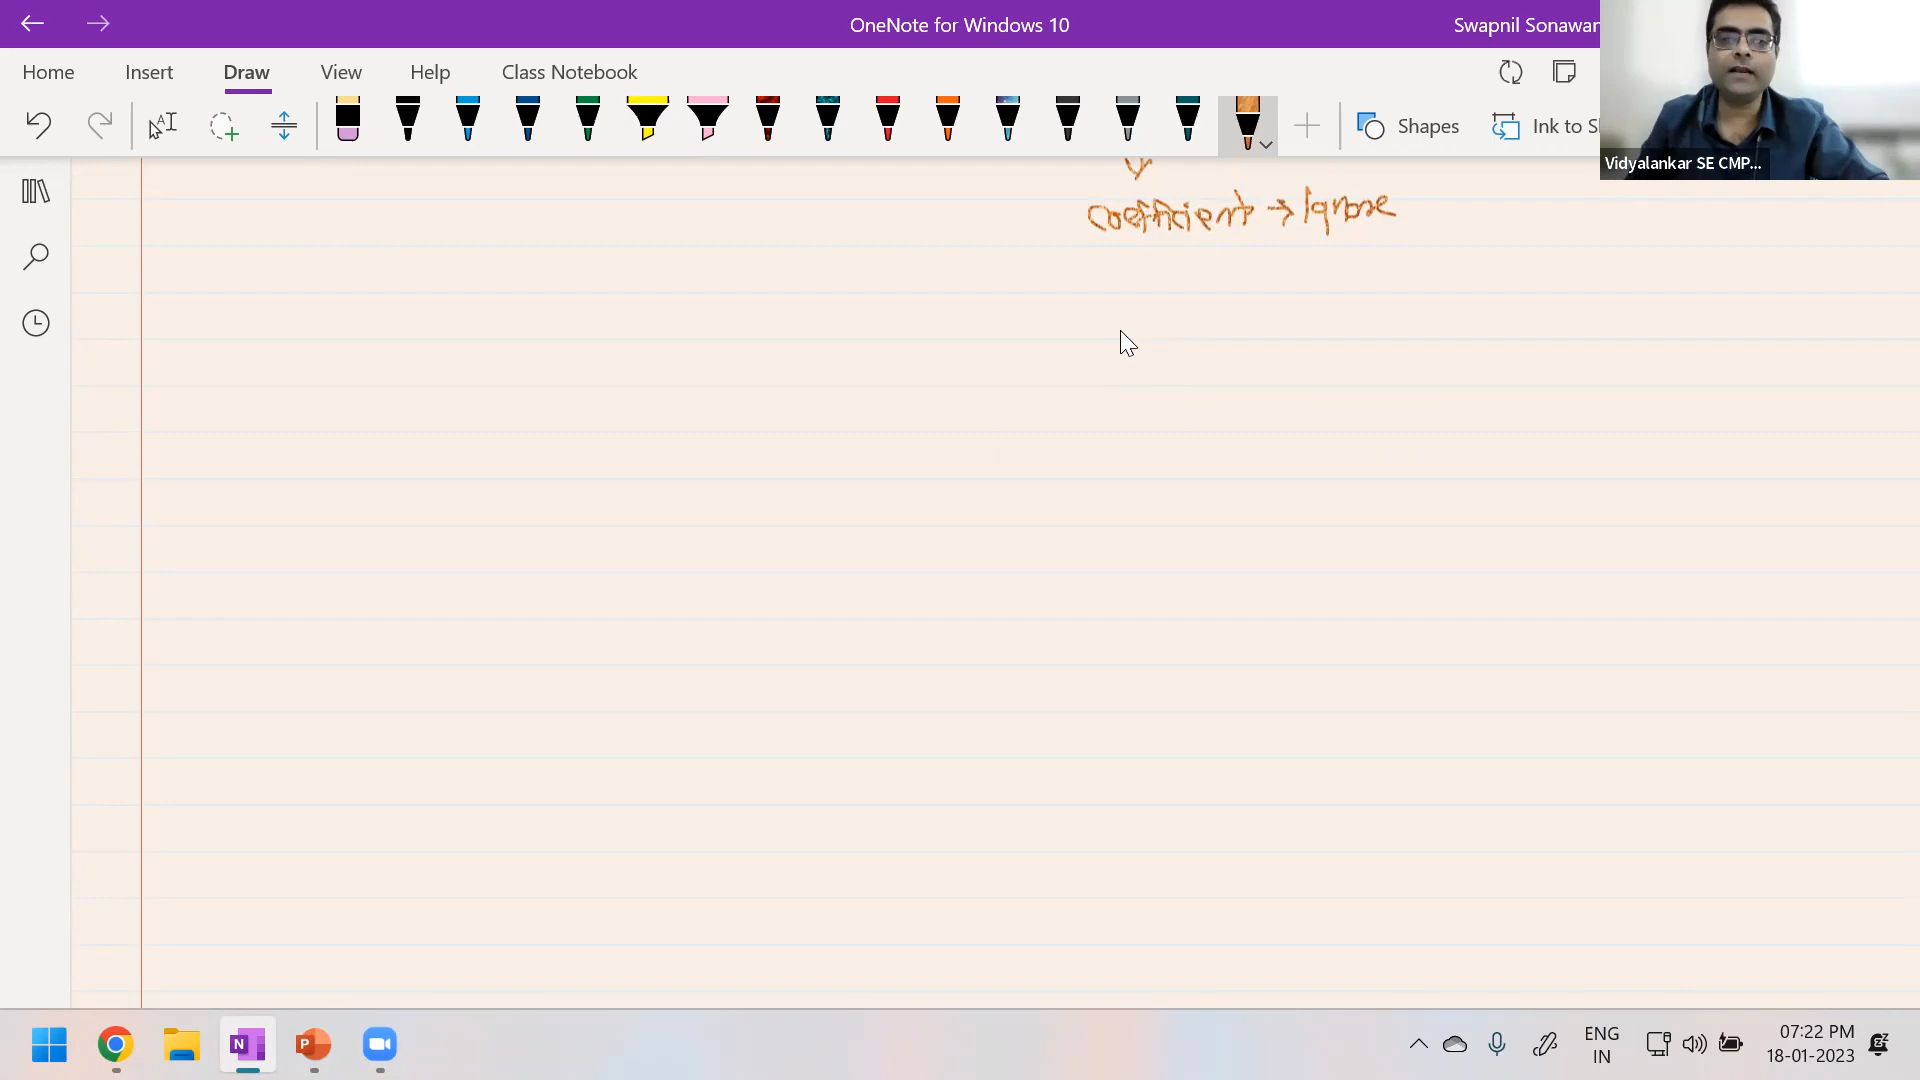 OneNote for Windows 10
Swapnil Sonawan
Home Insert Draw View Help Class Notebook
Shapes Ink to S
Vidyalankar SE CMP...
coefficient → Ignore
ENG
IN
07:22 PM
18-01-2023